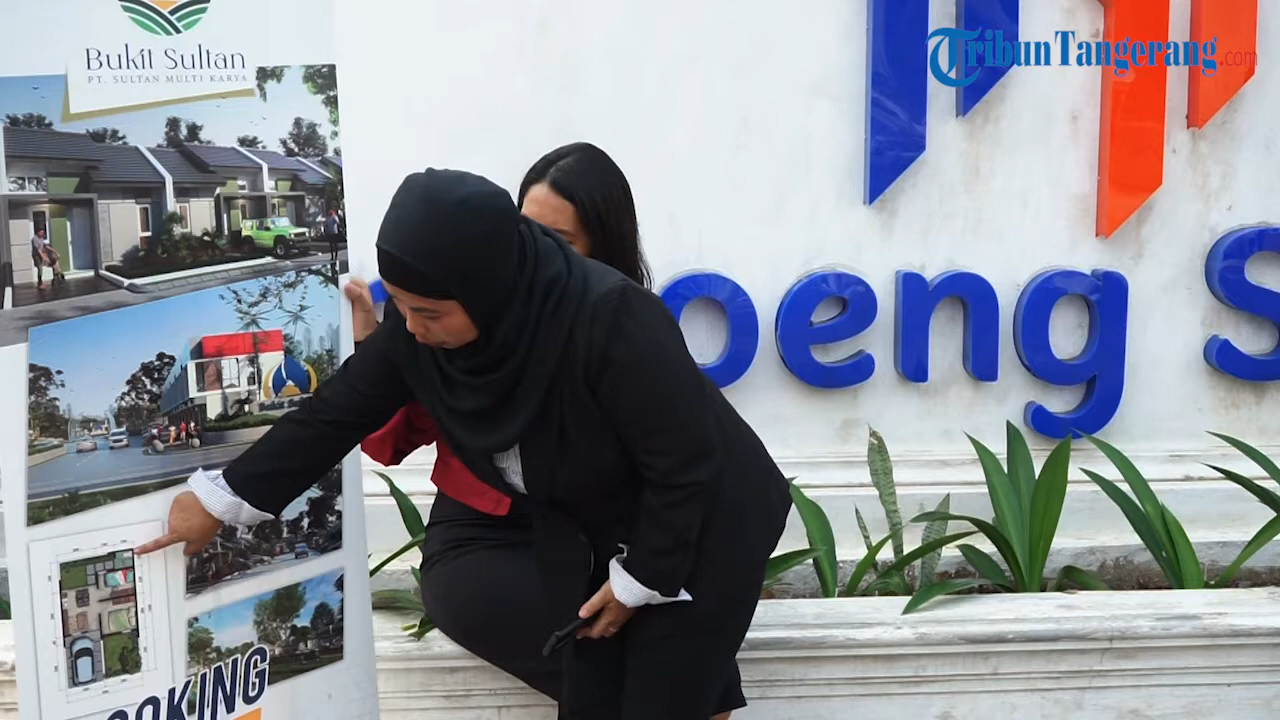 Bukit Sultan
PT. SULTAN MULTI KARYA
TribunTangerang.com
oeng S
OOKING